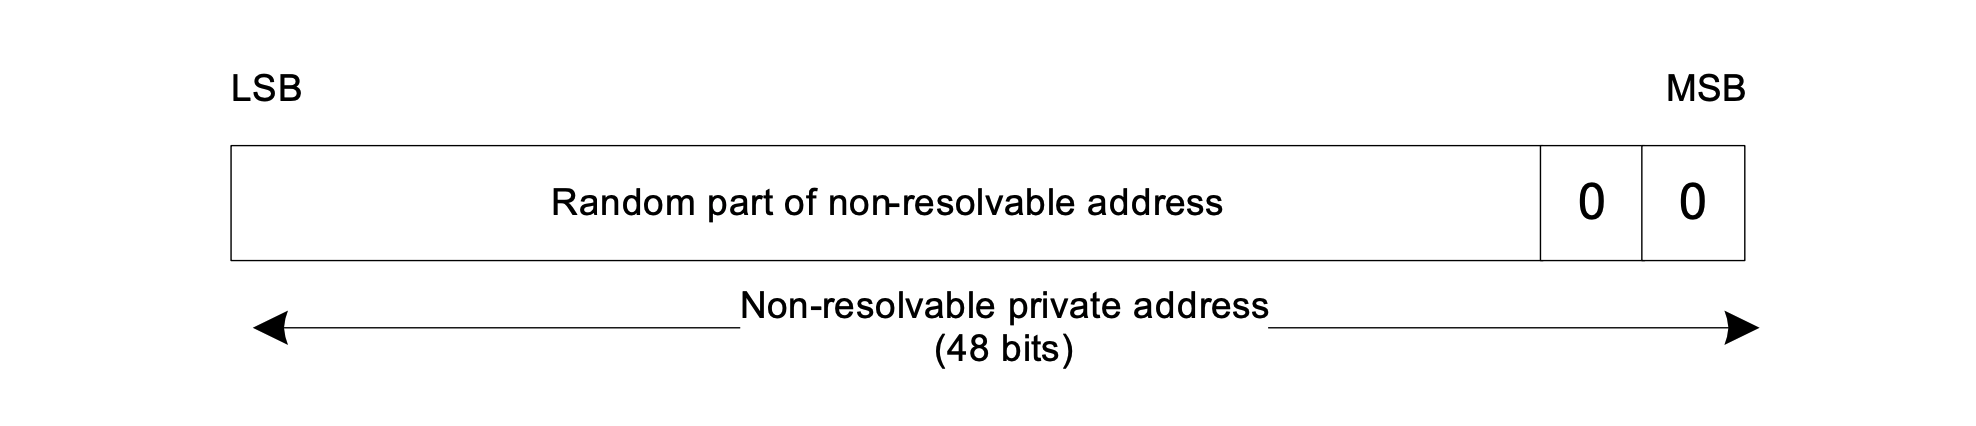 LSB MSB
Random part of non-resolvable address 0 0
Non-resolvable private address
(48 bits)